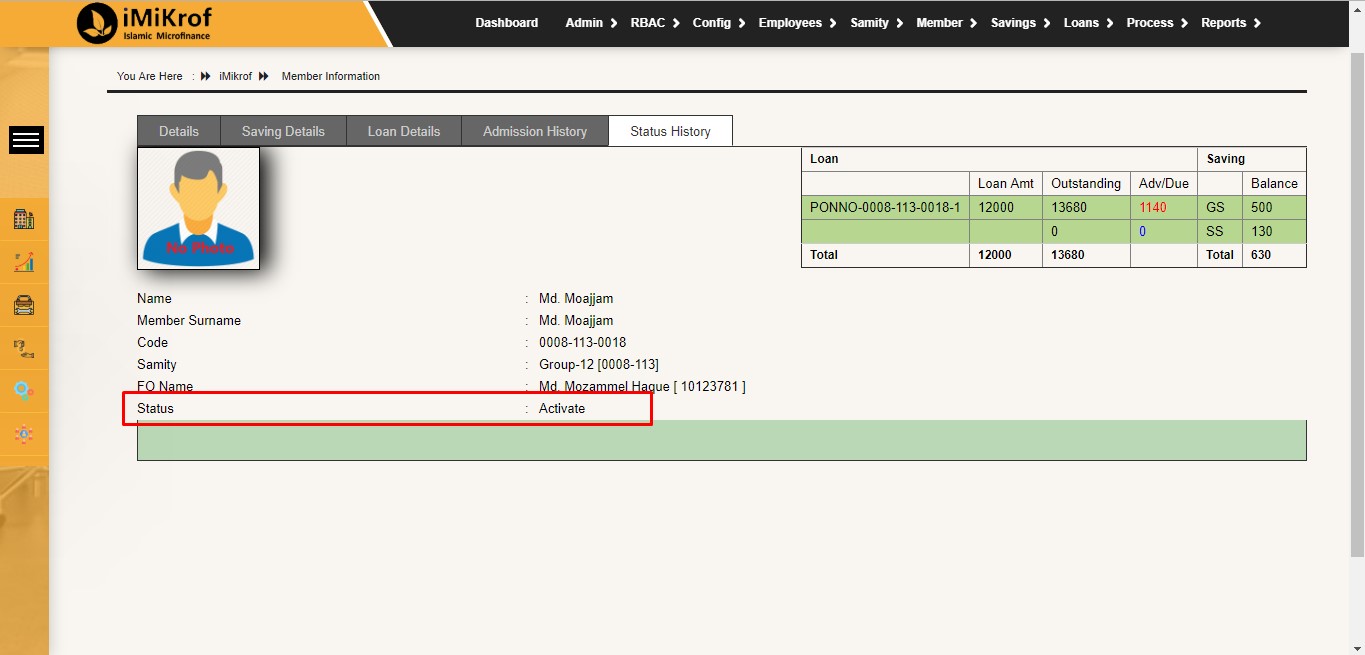 iMiKrof
Islamic Microfinance
Dashboard Admin RBAC Config Employees Samity Member Savings Loans Process Reports
You Are Here : iMikrof Member Information
Details Saving Details Loan Details Admission History Status History
No Photo
Loan Saving
Loan Amt Outstanding Adv/Due Balance
PONNO-0008-113-0018-1 12000 13680 1140 GS 500
0 0 SS 130
Total 12000 13680 Total 630
Name : Md. Moajjam
Member Surname : Md. Moajjam
Code : 0008-113-0018
Samity : Group-12 [0008-113]
FO Name : Md. Mozammel Haque [ 10123781 ]
Status : Activate